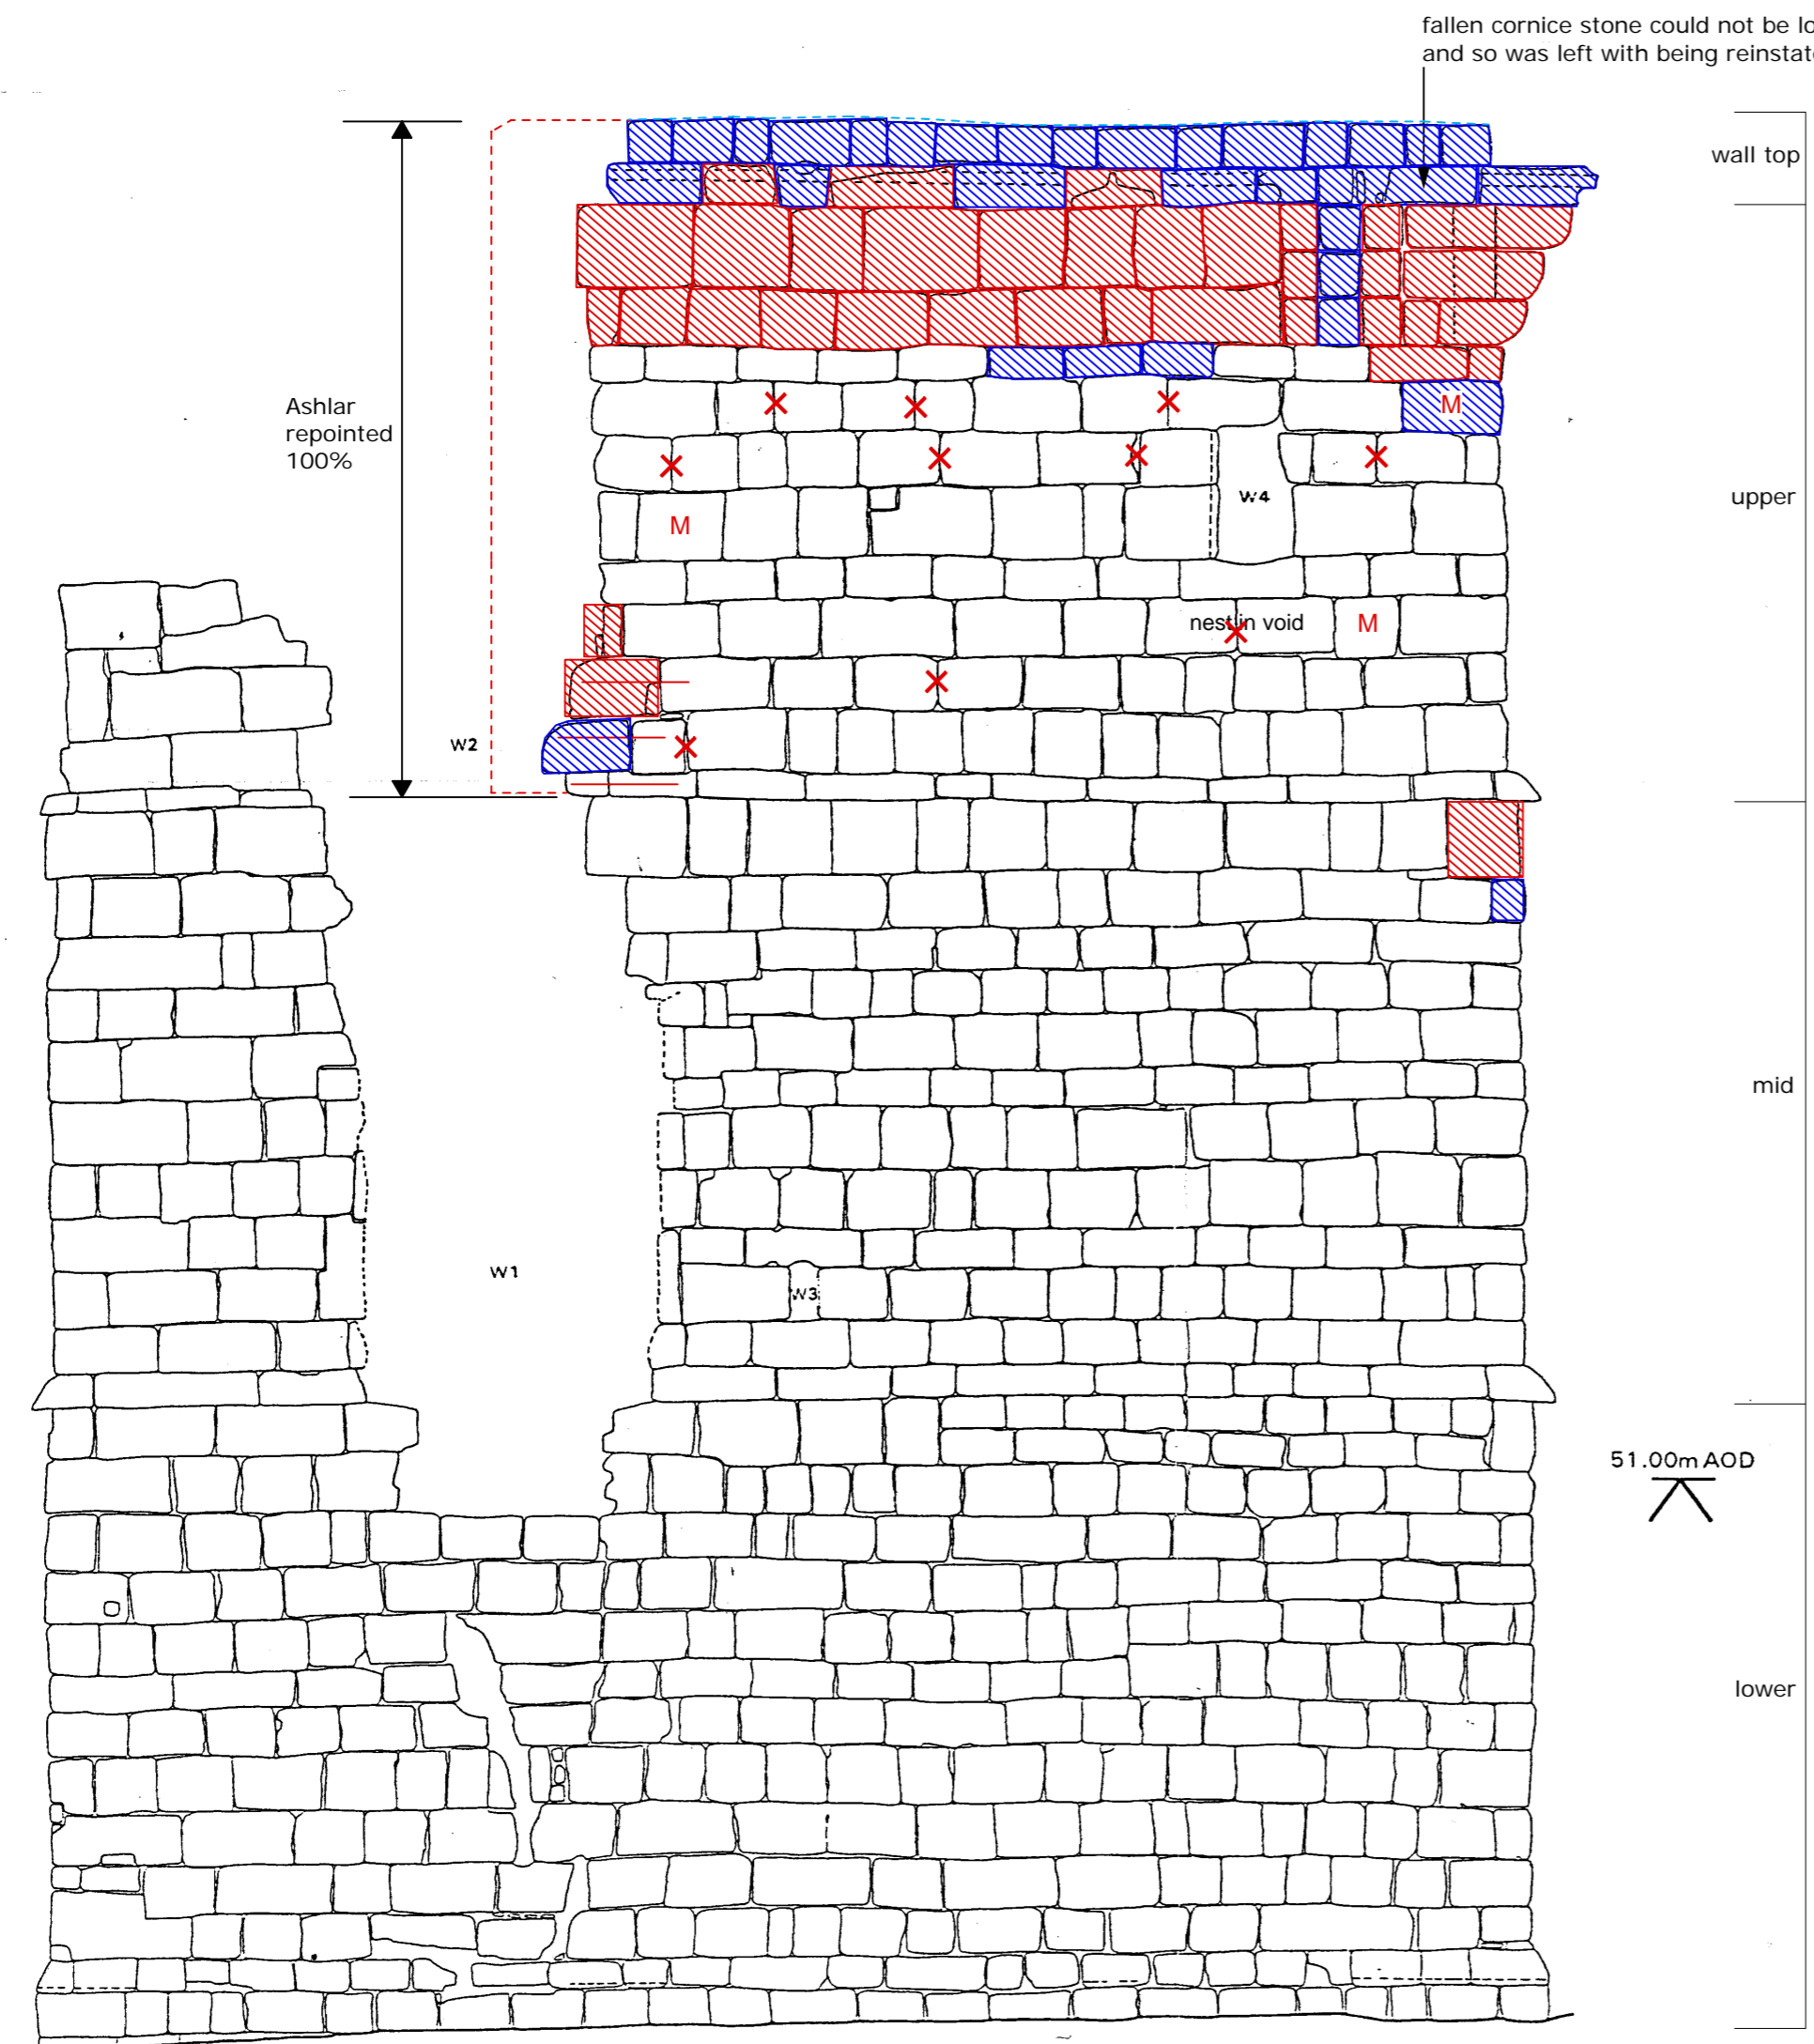 fallen cornice stone could not be lo
and so was left with being reinstat
wall top
Ashlar
repointed
100%
M
upper
W4
M
nest in void
M
W2
mid
W1
W3
51.00m AOD
lower